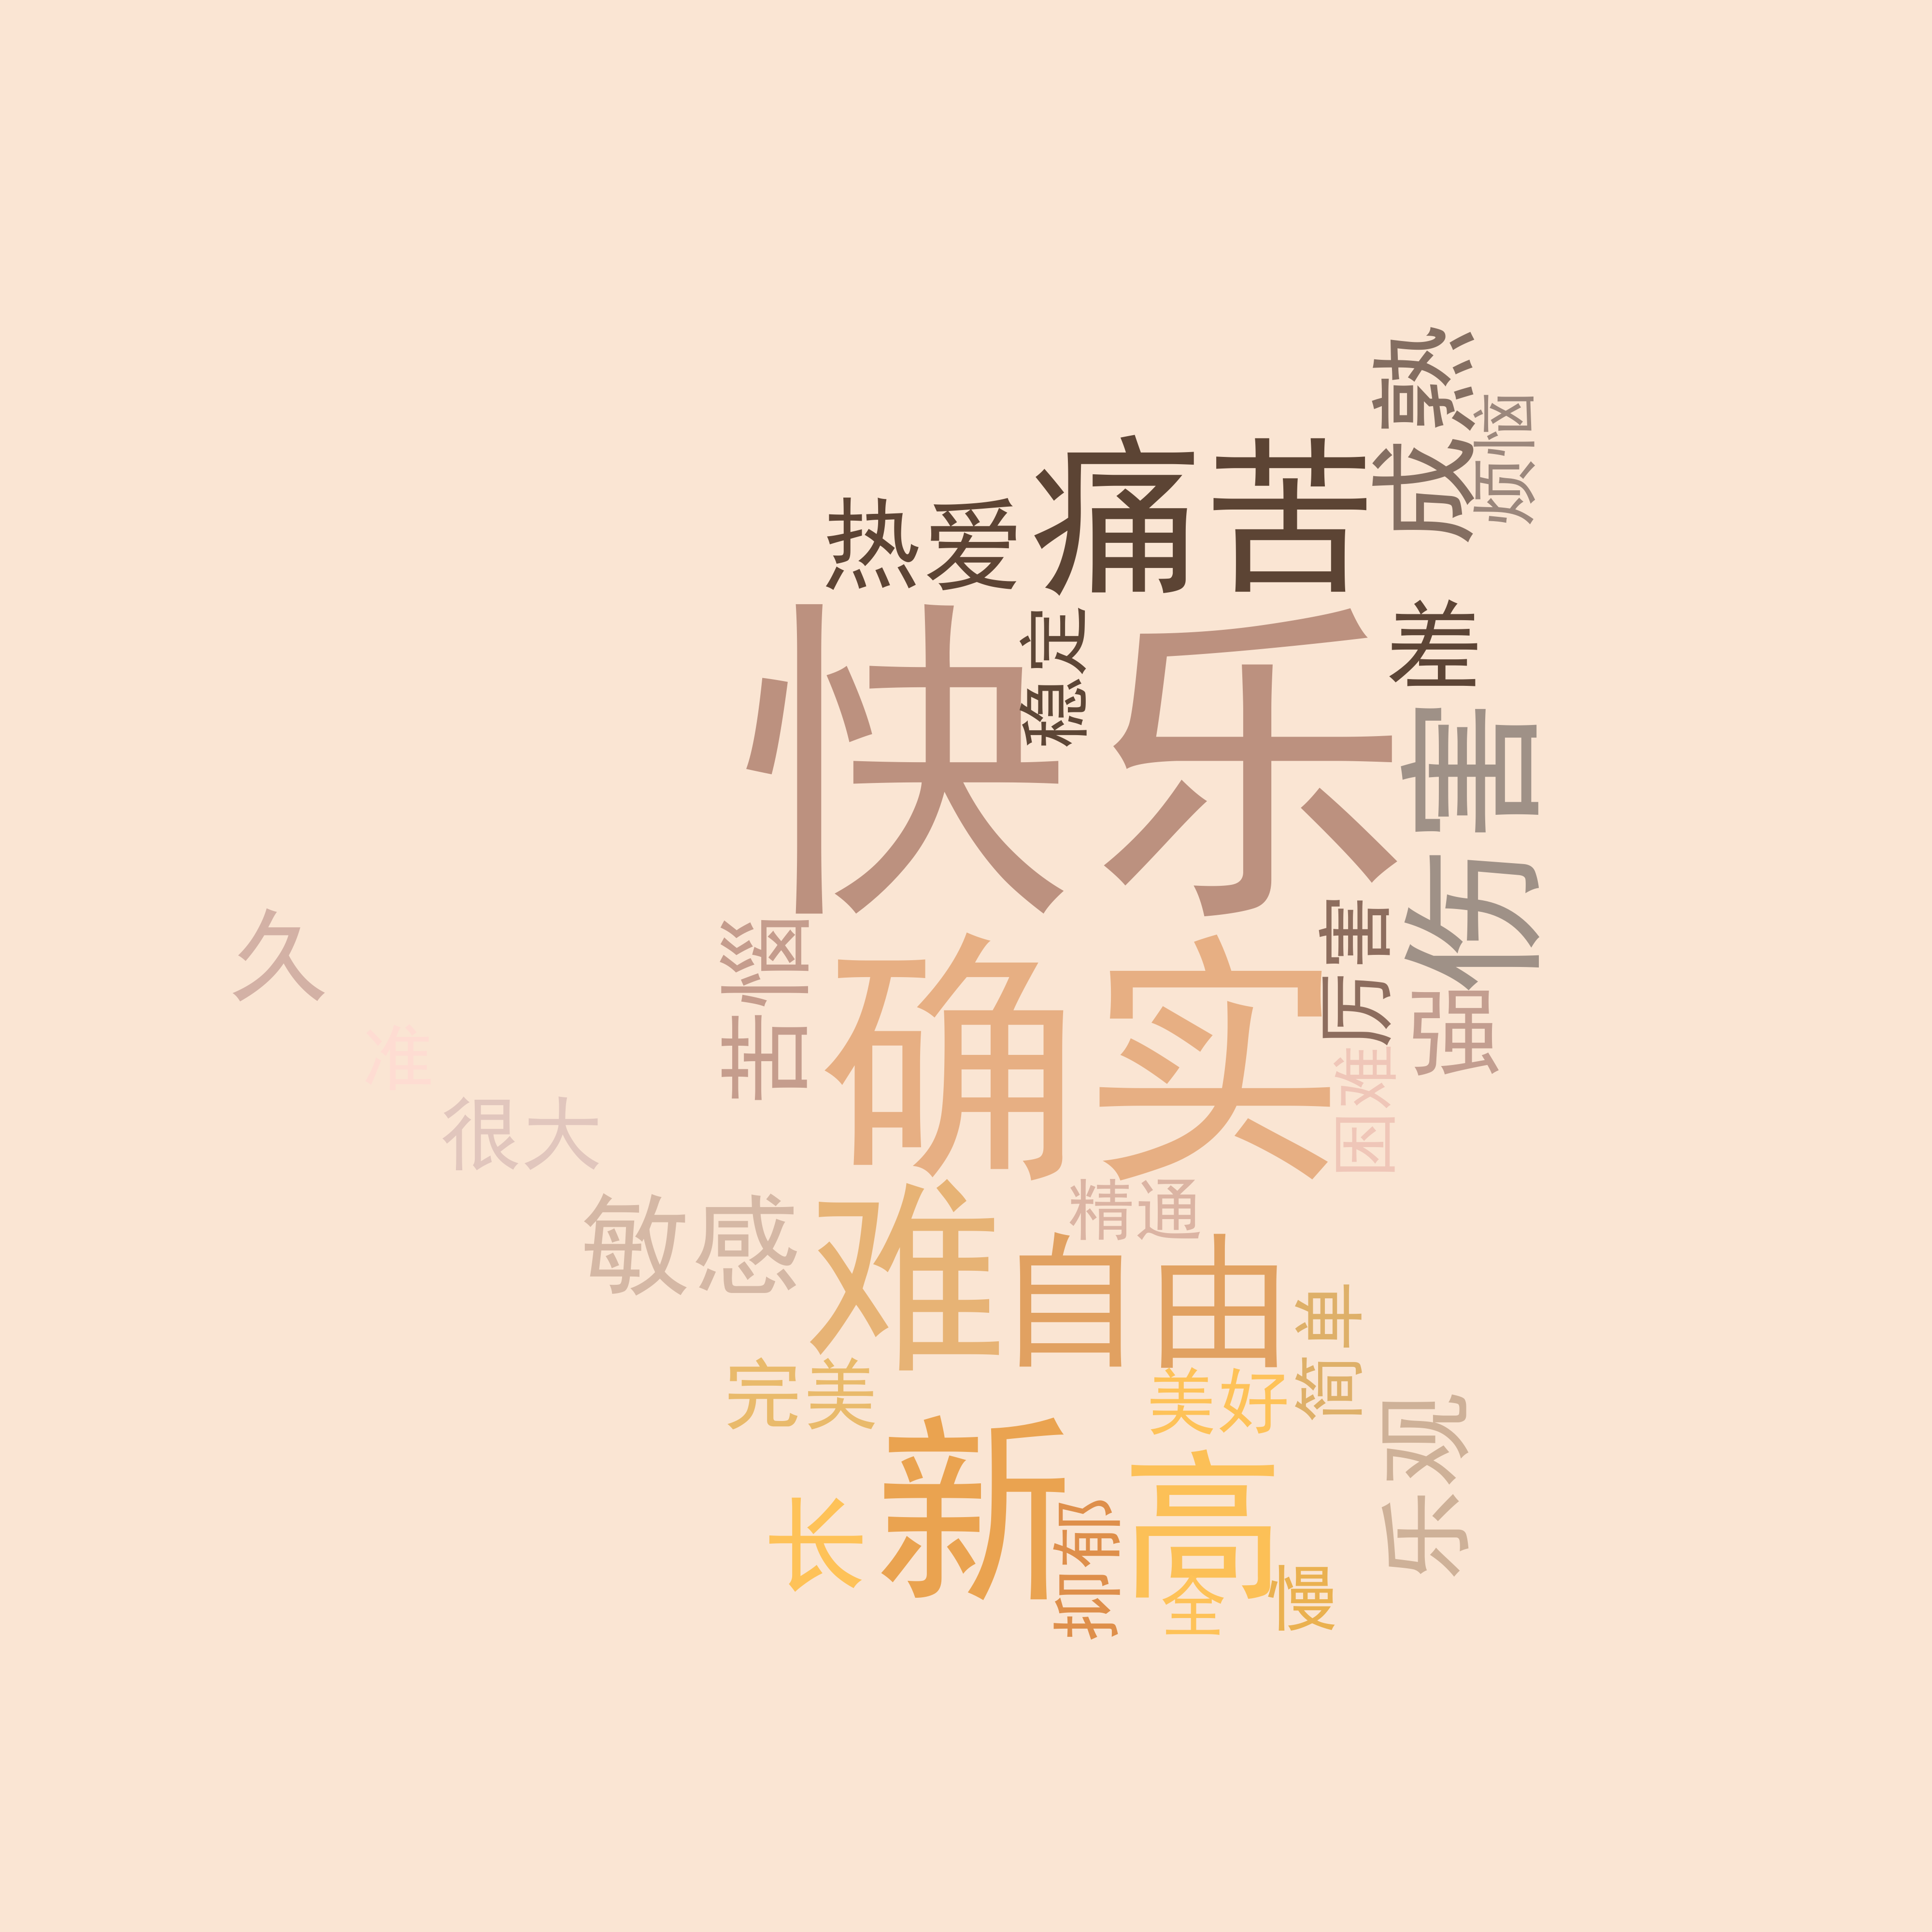 成熟
烦恼
痛苦
热爱
稳定
快乐
差
伤害
久
苦恼
确实
厉害
强
准
困难
很大
敏感
难
精通
自由
简单
完美
美好
乐观
新
高
长
抑郁
全
慢